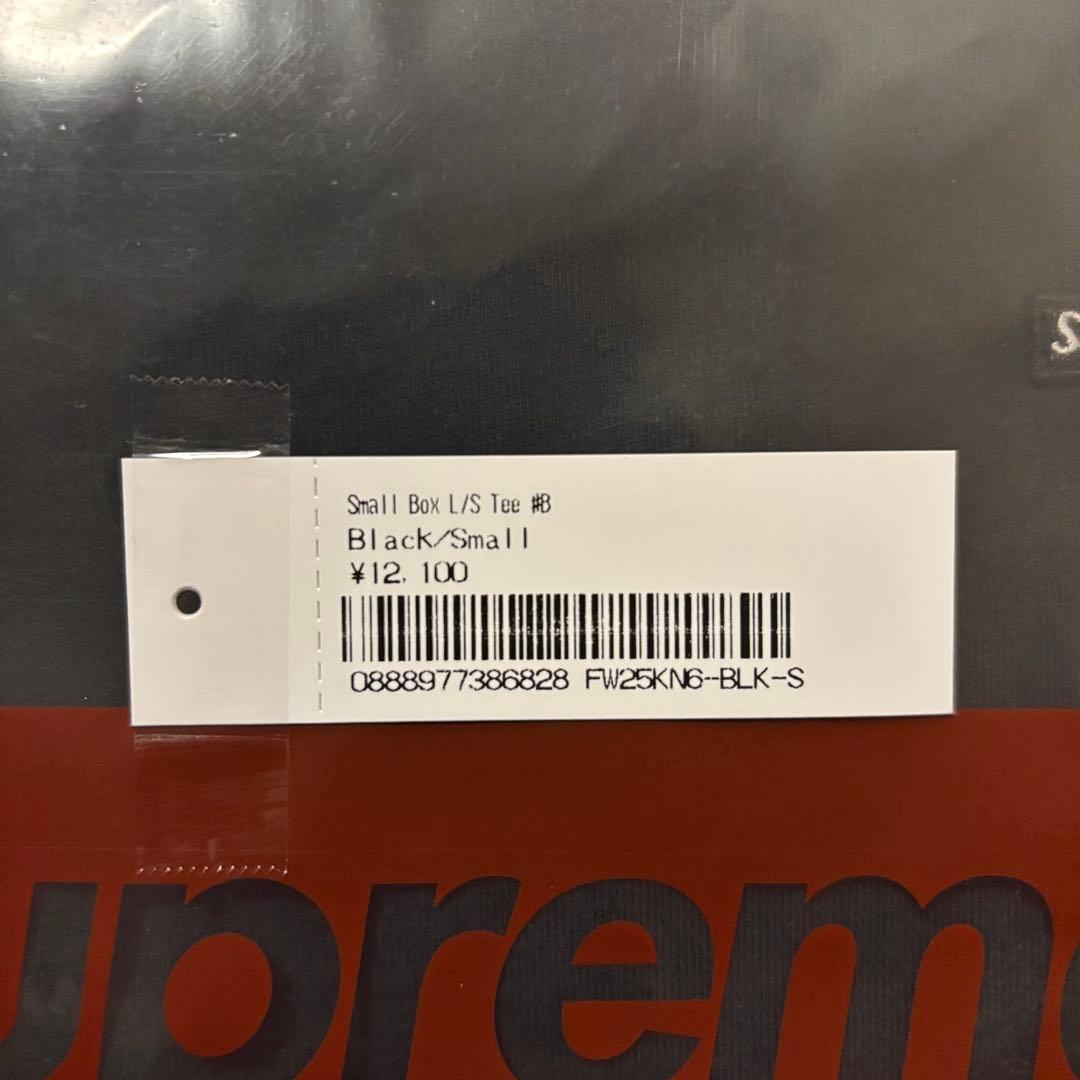 Small Box L/S Tee #B
Black/Small
¥12,100
0888977386828 FW25KN6-BLK-S
S
upreme